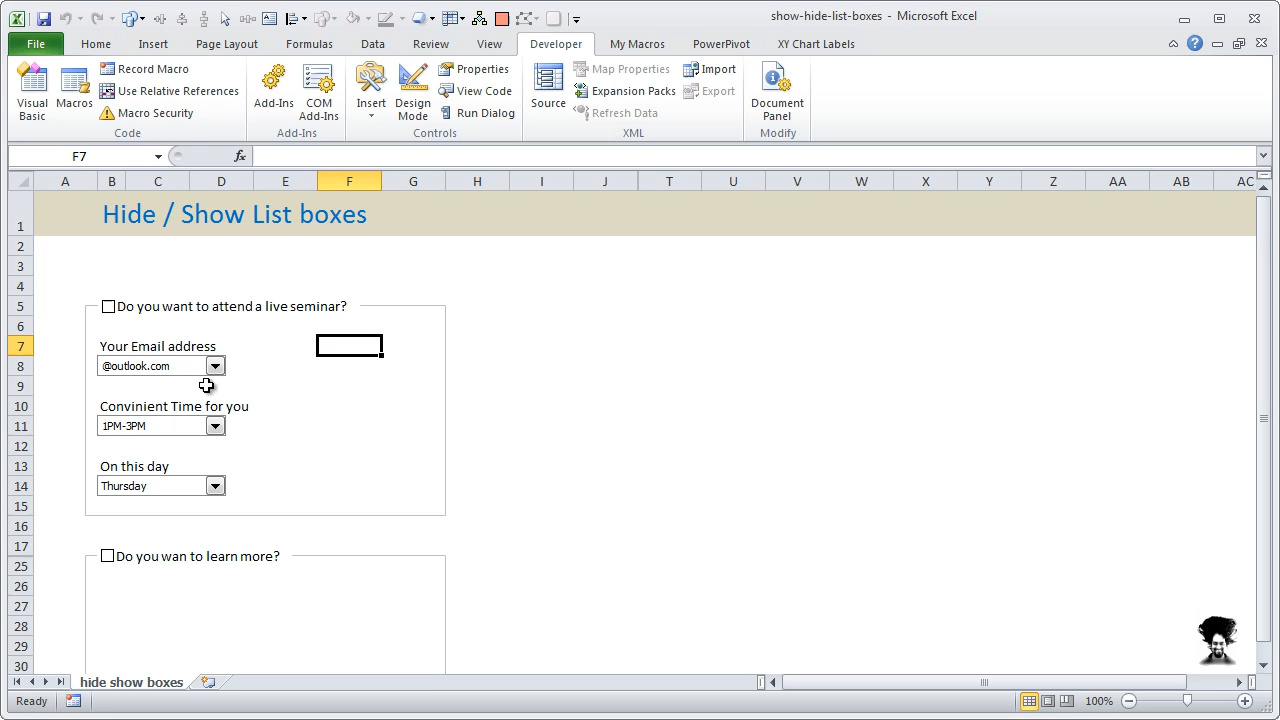 show-hide-list-boxes - Microsoft Excel
File Home Insert Page Layout Formulas Data Review View Developer My Macros PowerPivot XY Chart Labels
Visual Basic
Macros
Record Macro
Use Relative References
Macro Security
Code
Add-Ins
COM Add-Ins
Add-Ins
Insert
Design Mode
Properties
View Code
Run Dialog
Controls
Source
Map Properties
Expansion Packs
Refresh Data
Import
Export
XML
Document Panel
Modify
F7 fx
A B C D E F G H I J T U V W X Y Z AA AB AC
1 Hide / Show List boxes
2
3
4
5 Do you want to attend a live seminar?
6
7 Your Email address
8 @outlook.com
9
10 Convinient Time for you
11 1PM-3PM
12
13 On this day
14 Thursday
15
16
17 Do you wan to learn more?
25
26
27
28
29
30
hide show boxes
Ready 100%